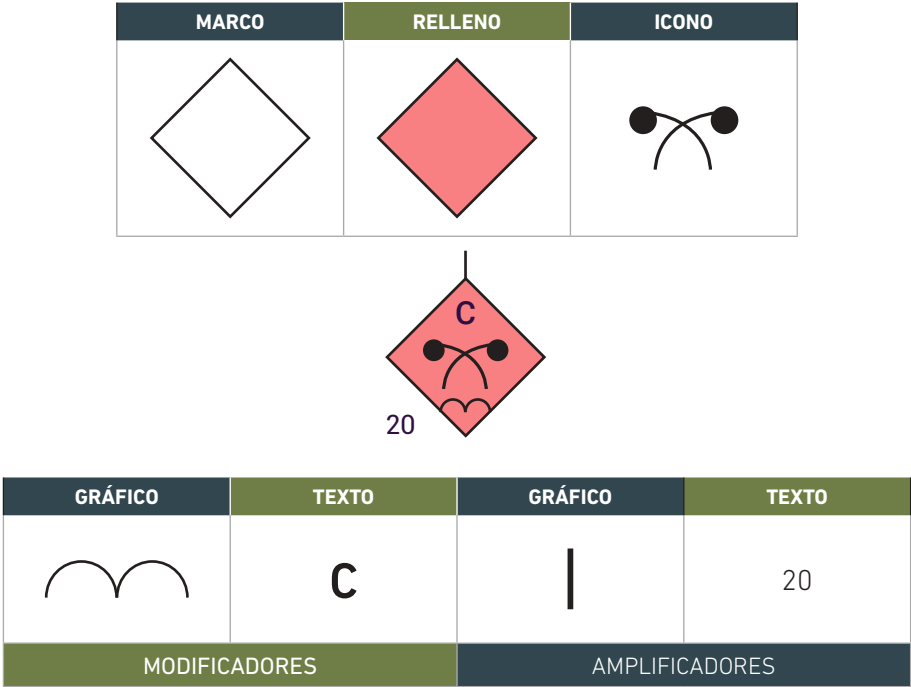 MARCO RELLENO ICONO
C
20
GRÁFICO TEXTO GRÁFICO TEXTO
C 20
MODIFICADORES AMPLIFICADORES